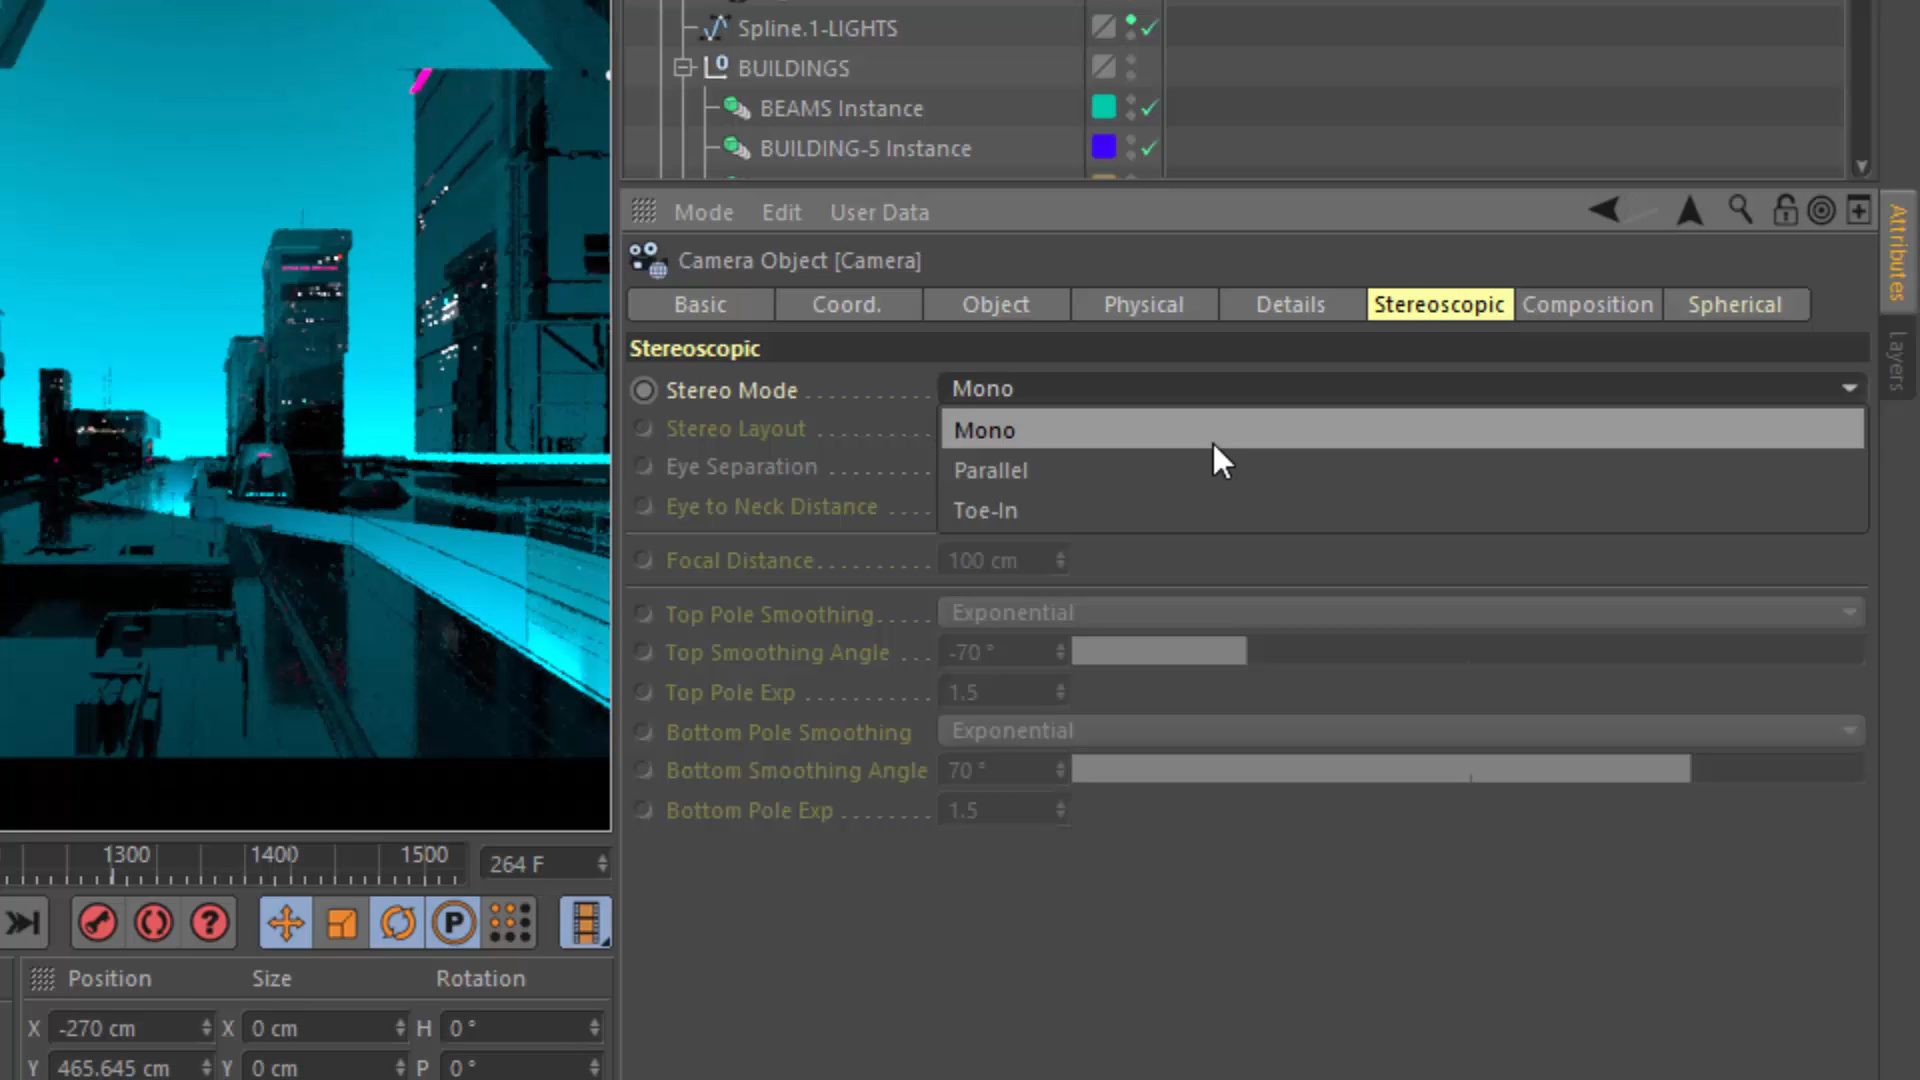 Spline.1-LIGHTS
BUILDINGS
BEAMS Instance
BUILDING-5 Instance
Mode Edit User Data
Attributes
Layers
Camera Object [Camera]
Basic Coord. Object Physical Details Stereoscopic Composition Spherical
Stereoscopic
Stereo Mode Mono
Stereo Layout Mono
Eye Separation Parallel
Eye to Neck Distance Toe-In
Focal Distance 100 cm
Top Pole Smoothing Exponential
Top Smoothing Angle -70 °
Top Pole Exp 1.5
Bottom Pole Smoothing Exponential
Bottom Smoothing Angle 70 °
Bottom Pole Exp 1.5
1300 1400 1500 264 F
? P
Position Size Rotation
X -270 cm X 0 cm H 0 °
Y 465.645 cm Y 0 cm P 0 °